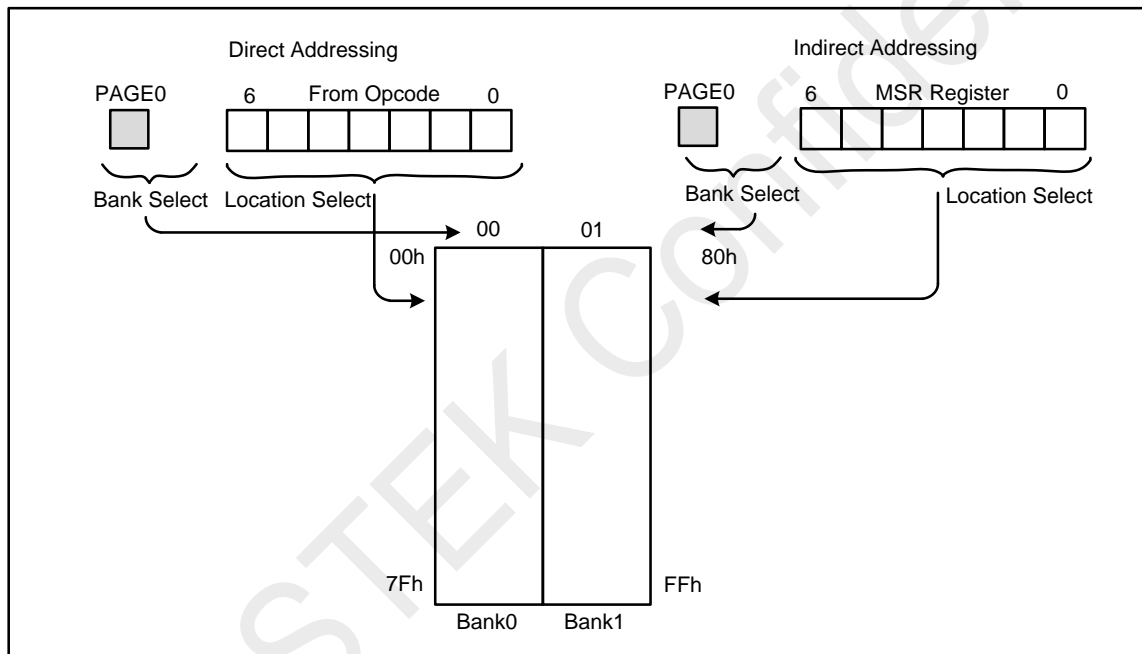 Direct Addressing
Indirect Addressing
PAGE0
6 From Opcode 0
PAGE0
6 MSR Register 0
Bank Select
Location Select
Bank Select
Location Select
00 01
00h
80h
7Fh
FFh
Bank0 Bank1
STEK Confiden